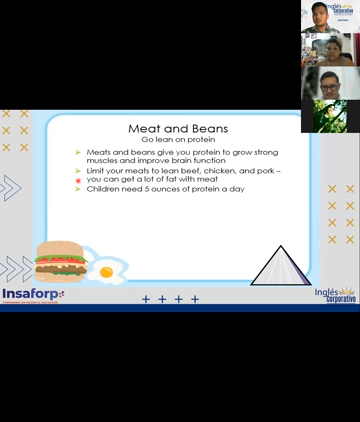 Inglés
Corporativo
Meat and Beans
Go lean on protein
Meats and beans give you protein to grow strong
muscles and improve brain function
Limit your meats to lean beef, chicken, and pork –
you can get a lot of fat with meat
Children need 5 ounces of protein a day
Insaforp
Inglés
Corporativo